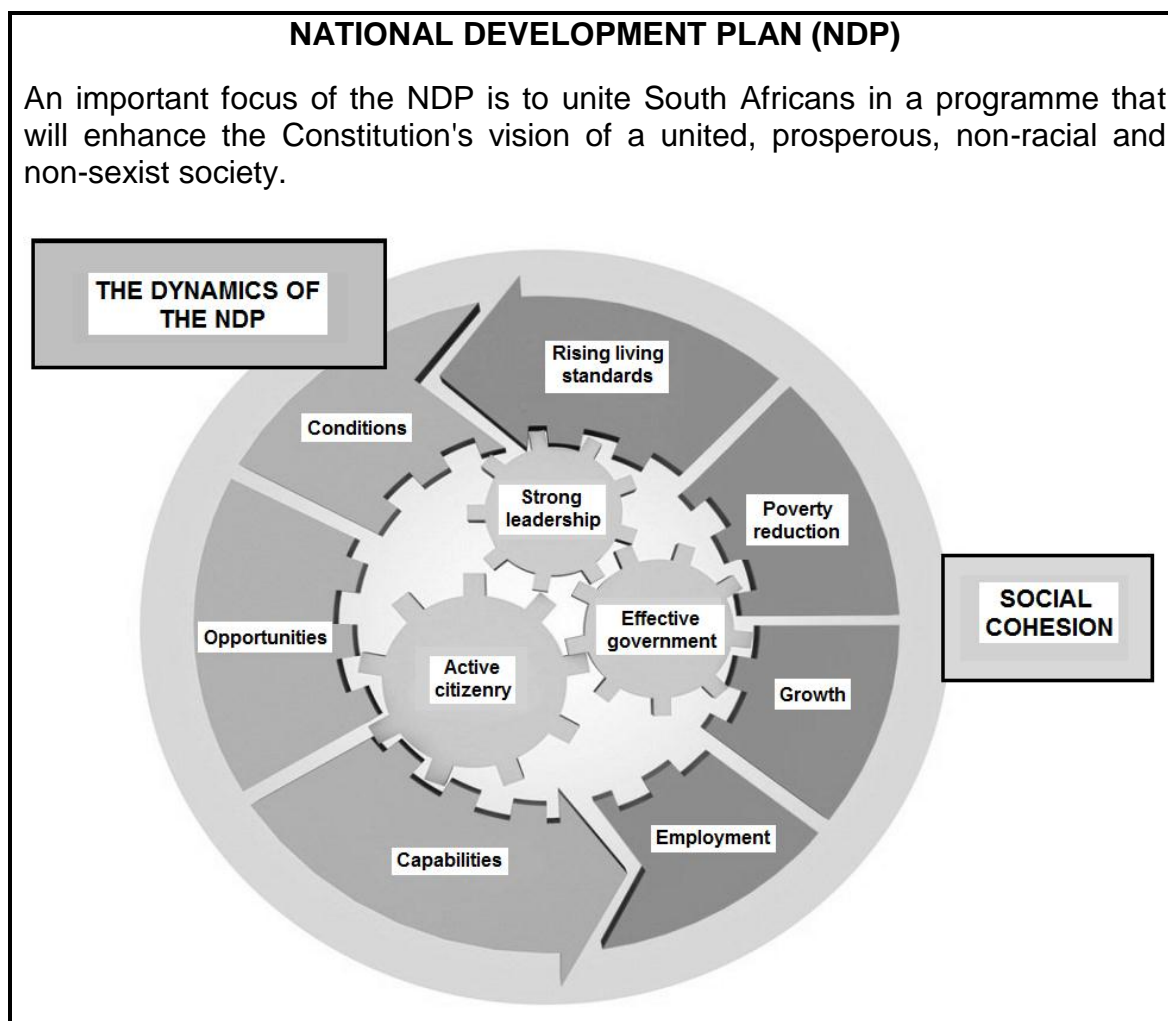 NATIONAL DEVELOPMENT PLAN (NDP)
An important focus of the NDP is to unite South Africans in a programme that
will enhance the Constitution's vision of a united, prosperous, non-racial and
non-sexist society.
THE DYNAMICS OF
THE NDP
Rising living
standards
Conditions
Strong
leadership
Poverty
reduction
SOCIAL
COHESION
Effective
government
Opportunities
Active
citizenry
Growth
Employment
Capabilities